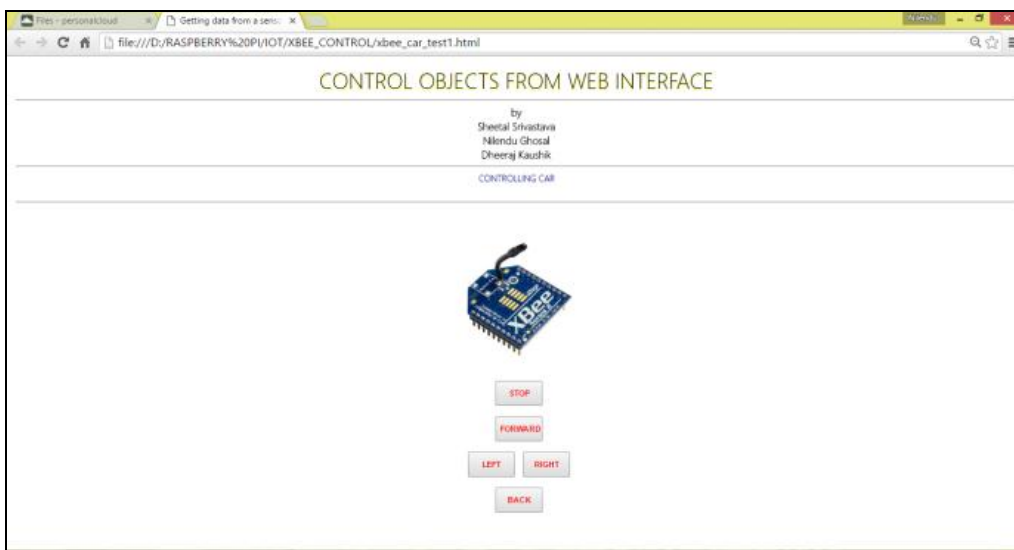 Files - personalcloud
Getting data from a sens
Nilendu
file:///D:/RASPBERRY%20PI/IOT/XBEE_CONTROL/xbee_car_test1.html
CONTROL OBJECTS FROM WEB INTERFACE
by
Sheetal Srivastava
Nilendu Ghosal
Dheeraj Kaushik
CONTROLLING CAR
XBee
STOP
FORWARD
LEFT RIGHT
BACK